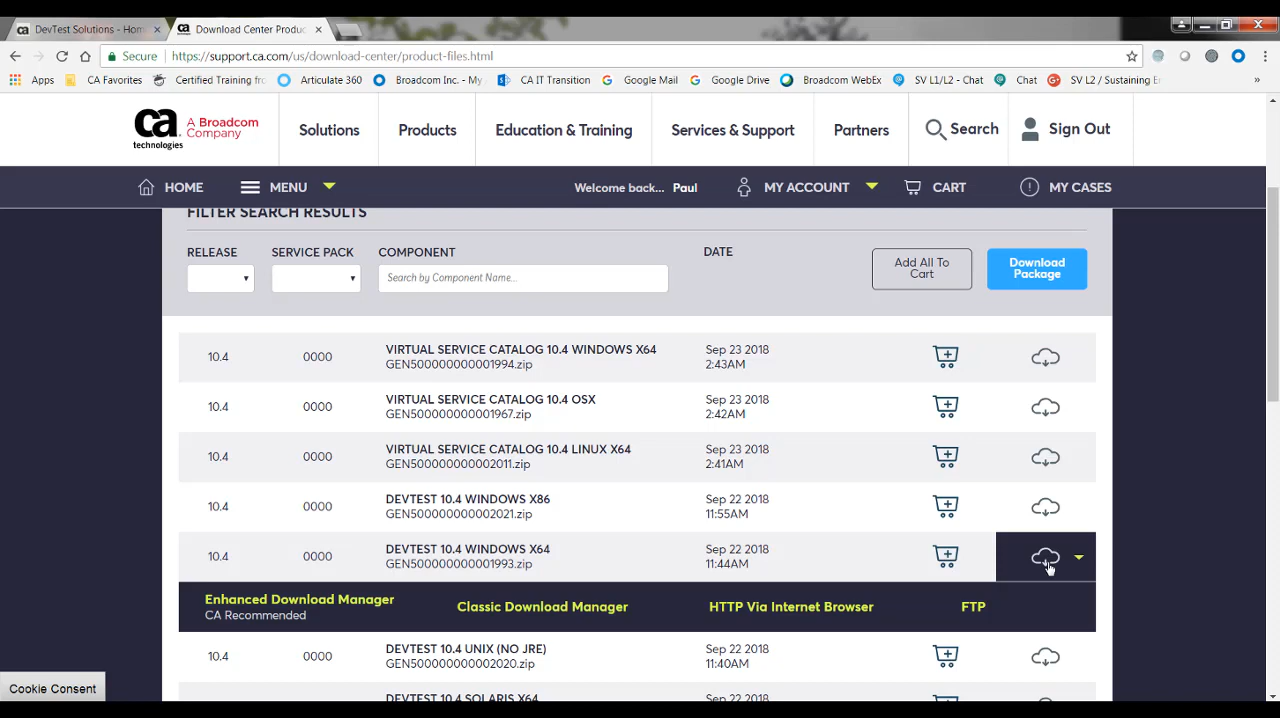 DevTest Solutions - Hom
Download Center Produc
Secure
https://support.ca.com/us/download-center/product-files.html
Apps
CA Favorites
Certified Training fro
Articulate 360
Broadcom Inc. - My
CA IT Transition
Google Mail
Google Drive
Broadcom WebEx
SV L1/L2 - Chat
Chat
SV L2 / Sustaining E
»
ca
technologies
A Broadcom
Company
Solutions
Products
Education & Training
Services & Support
Partners
Search
Sign Out
HOME
MENU
Welcome back... Paul
MY ACCOUNT
CART
MY CASES
FILTER SEARCH RESULTS
RELEASE
SERVICE PACK
COMPONENT
DATE
Search by Component Name...
Add All To
Cart
Download
Package
10.4 0000 VIRTUAL SERVICE CATALOG 10.4 WINDOWS X64 Sep 23 2018
GEN500000000001994.zip 2:43AM
10.4 0000 VIRTUAL SERVICE CATALOG 10.4 OSX Sep 23 2018
GEN500000000001967.zip 2:42AM
10.4 0000 VIRTUAL SERVICE CATALOG 10.4 LINUX X64 Sep 23 2018
GEN500000000002011.zip 2:41AM
10.4 0000 DEVTEST 10.4 WINDOWS X86 Sep 22 2018
GEN500000000002021.zip 11:55AM
10.4 0000 DEVTEST 10.4 WINDOWS X64 Sep 22 2018
GEN500000000001993.zip 11:44AM
Enhanced Download Manager
CA Recommended
Classic Download Manager
HTTP Via Internet Browser
FTP
10.4 0000 DEVTEST 10.4 UNIX (NO JRE) Sep 22 2018
GEN500000000002020.zip 11:40AM
DEVTEST 10.4 SOLARIS X64 Sep 22 2018
Cookie Consent